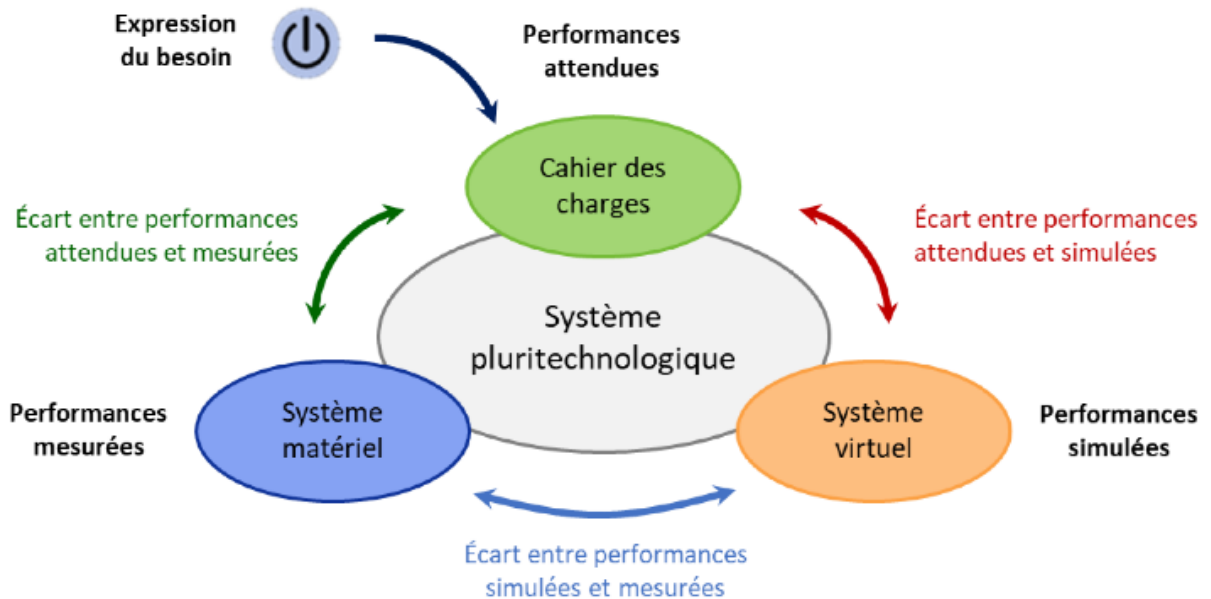 Expression
du besoin
Performances
attendues
Cahier des
charges
Écart entre performances
attendues et mesurées
Écart entre performances
attendues et simulées
Système
pluritechnologique
Performances
mesurées
Système
matériel
Système
virtuel
Performances
simulées
Écart entre performances
simulées et mesurées